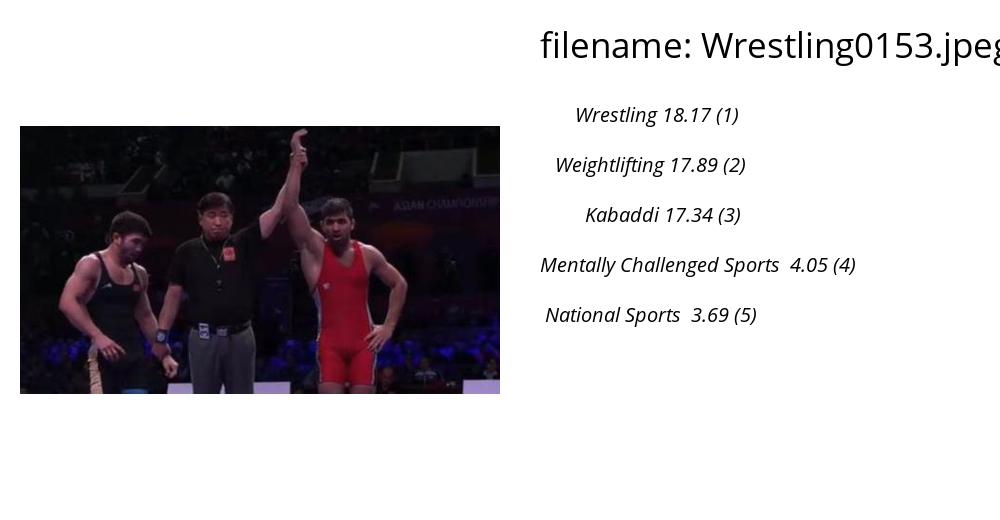 filename: Wrestling0153.jpeg
Wrestling 18.17 (1)
Weightlifting 17.89 (2)
Kabaddi 17.34 (3)
Mentally Challenged Sports 4.05 (4)
National Sports 3.69 (5)
ASIAN CHAMPIONSHIP